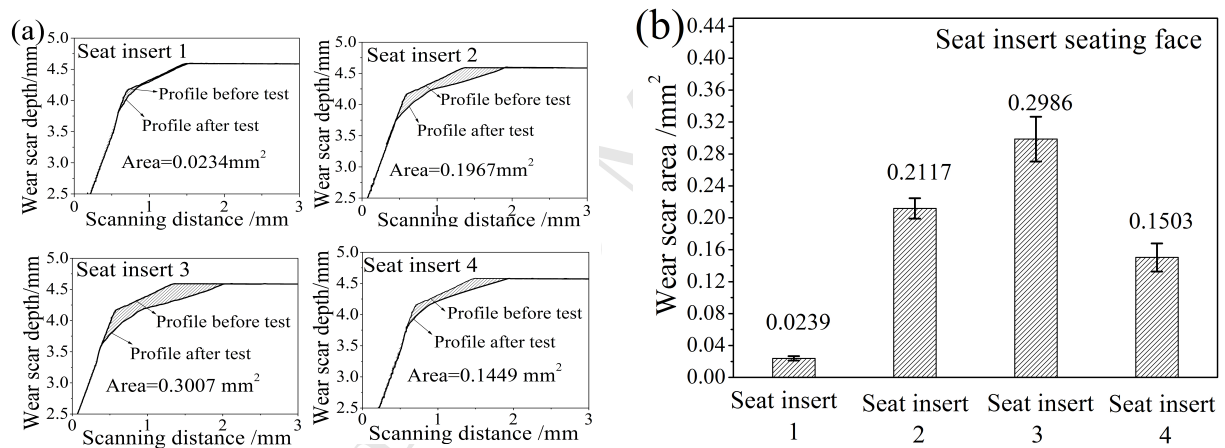 (a)
5.0
4.5
4.0
3.5
3.0
2.5
Wear scar depth/mm
Seat insert 1
Profile before test
Profile after test
Area=0.0234mm²
0 1 2 3
Scanning distance /mm
5.0
4.5
4.0
3.5
3.0
2.5
Wear scar depth/mm
Seat insert 2
Profile before test
Profile after test
Area=0.1967mm²
0 1 2 3
Scanning distance /mm
5.0
4.5
4.0
3.5
3.0
2.5
Wear scar depth/mm
Seat insert 3
Profile before test
Profile after test
Area=0.3007 mm²
0 1 2 3
Scanning distance /mm
5.0
4.5
4.0
3.5
3.0
2.5
Wear scar depth/mm
Seat insert 4
Profile before test
Profile after test
Area=0.1449 mm²
0 1 2 3
Scanning distance /mm
(b)
0.44
0.40
0.36
0.32
0.28
0.24
0.20
0.16
0.12
0.08
0.04
0.00
Wear scar area /mm²
Seat insert seating face
0.0239
0.2117
0.2986
0.1503
Seat insert
1
Seat insert
2
Seat insert
3
Seat insert
4